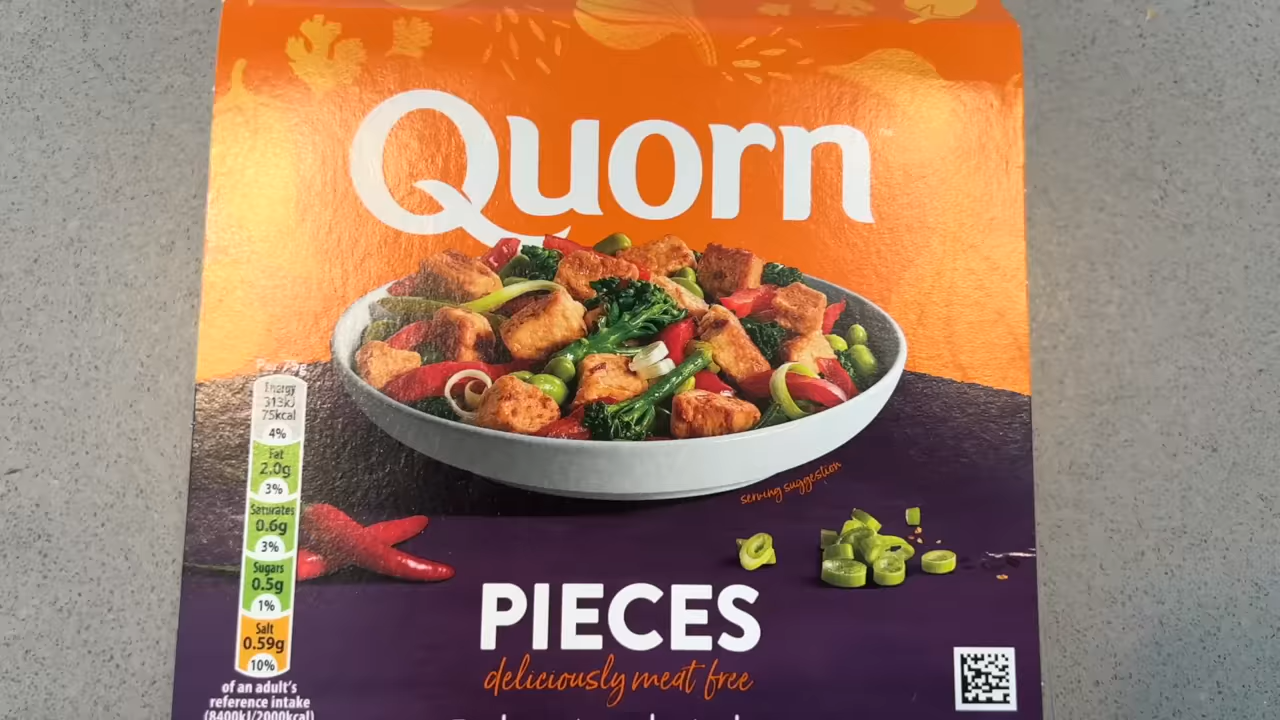 Quorn
Energy
313kJ
75kcal
4%
Fat
2.0g
3%
Saturates
0.6g
3%
Sugars
0.5g
1%
Salt
0.59g
10%
of an adult's
reference intake
(8400kJ/2000kcal)
serving suggestion
PIECES
deliciously meat free